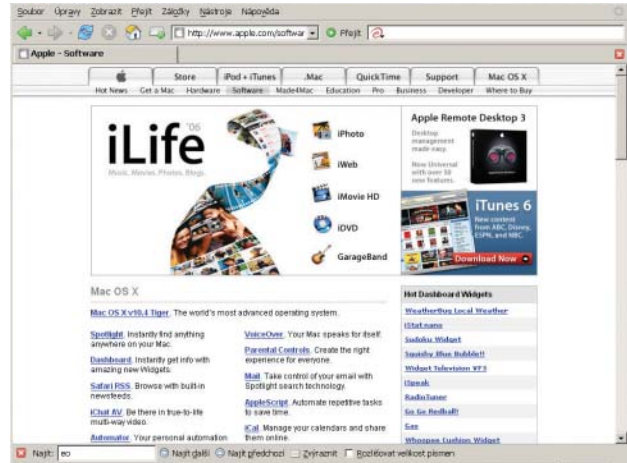 Soubor Úpravy Zobrazit Přejít Záložky Nástroje Nápověda
http://www.apple.com/softwar Přejít
Apple - Software
Store iPod + iTunes .Mac QuickTime Support Mac OS X
Hot News Get a Mac Hardware Software Made4Mac Education Pro Business Developer Where to Buy
iLife '06
Music. Movies. Photos. Blogs.
iPhoto
iWeb
iMovie HD
iDVD
GarageBand
Apple Remote Desktop 3
Desktop
management
made easy.
Now Universal
with over 50
new features.
iTunes 6
New content
from ABC, Disney,
ESPN, and NBC.
Download Now
Mac OS X
Mac OS X v10.4 Tiger. The world's most advanced operating system.
Spotlight. Instantly find anything
anywhere on your Mac.
Dashboard. Instantly get info with
amazing new Widgets.
Safari RSS. Browse with built-in
newsfeeds.
iChat AV. Be there in true-to-life
multi-way video.
Automator. Your personal automation
VoiceOver. Your Mac speaks for itself.
Parental Controls. Create the right
experience for everyone.
Mail. Take control of your email with
Spotlight search technology.
AppleScript. Automate repetitive tasks
to save time.
iCal. Manage your calendars and share
them online.
Hot Dashboard Widgets
WeatherBug Local Weather
iStat nano
Sudoku Widget
Squishy Blue Bubble!!
Widget Television VF3
iSpeak
RadioTuner
Go Go Redball!
Gee
Whoopee Cushion Widget
Najít: eo Najít další Najít předchozí Zvýraznit Rozlišovat velikost písmen